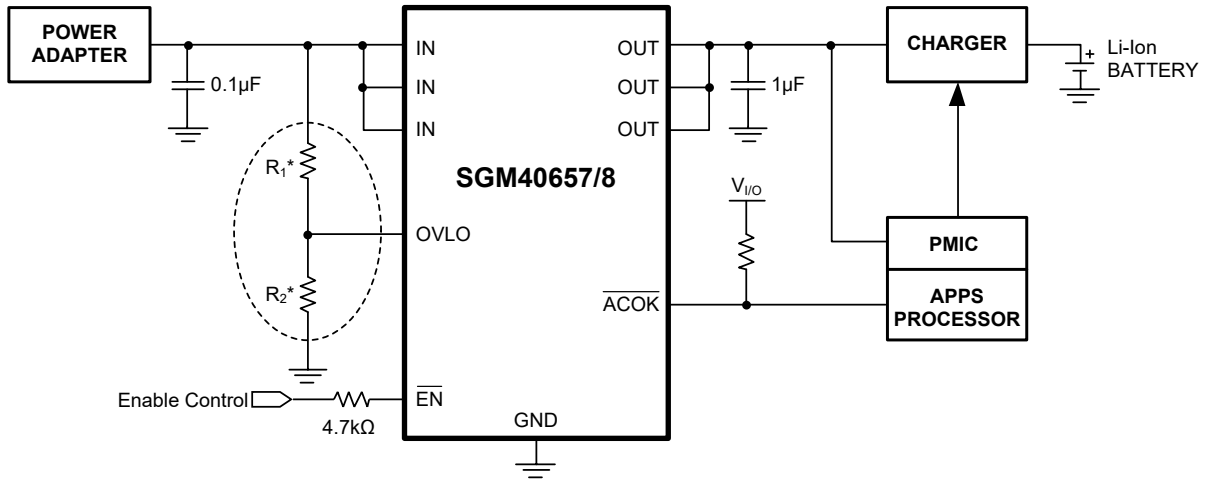 POWER
ADAPTER
0.1µF
R₁*
R₂*
Enable Control
4.7kΩ
IN
IN
IN
OVLO
EN
SGM40657/8
GND
OUT
OUT
OUT
ACOK
1µF
V_I/O
CHARGER
Li-Ion
BATTERY
+
PMIC
APPS
PROCESSOR